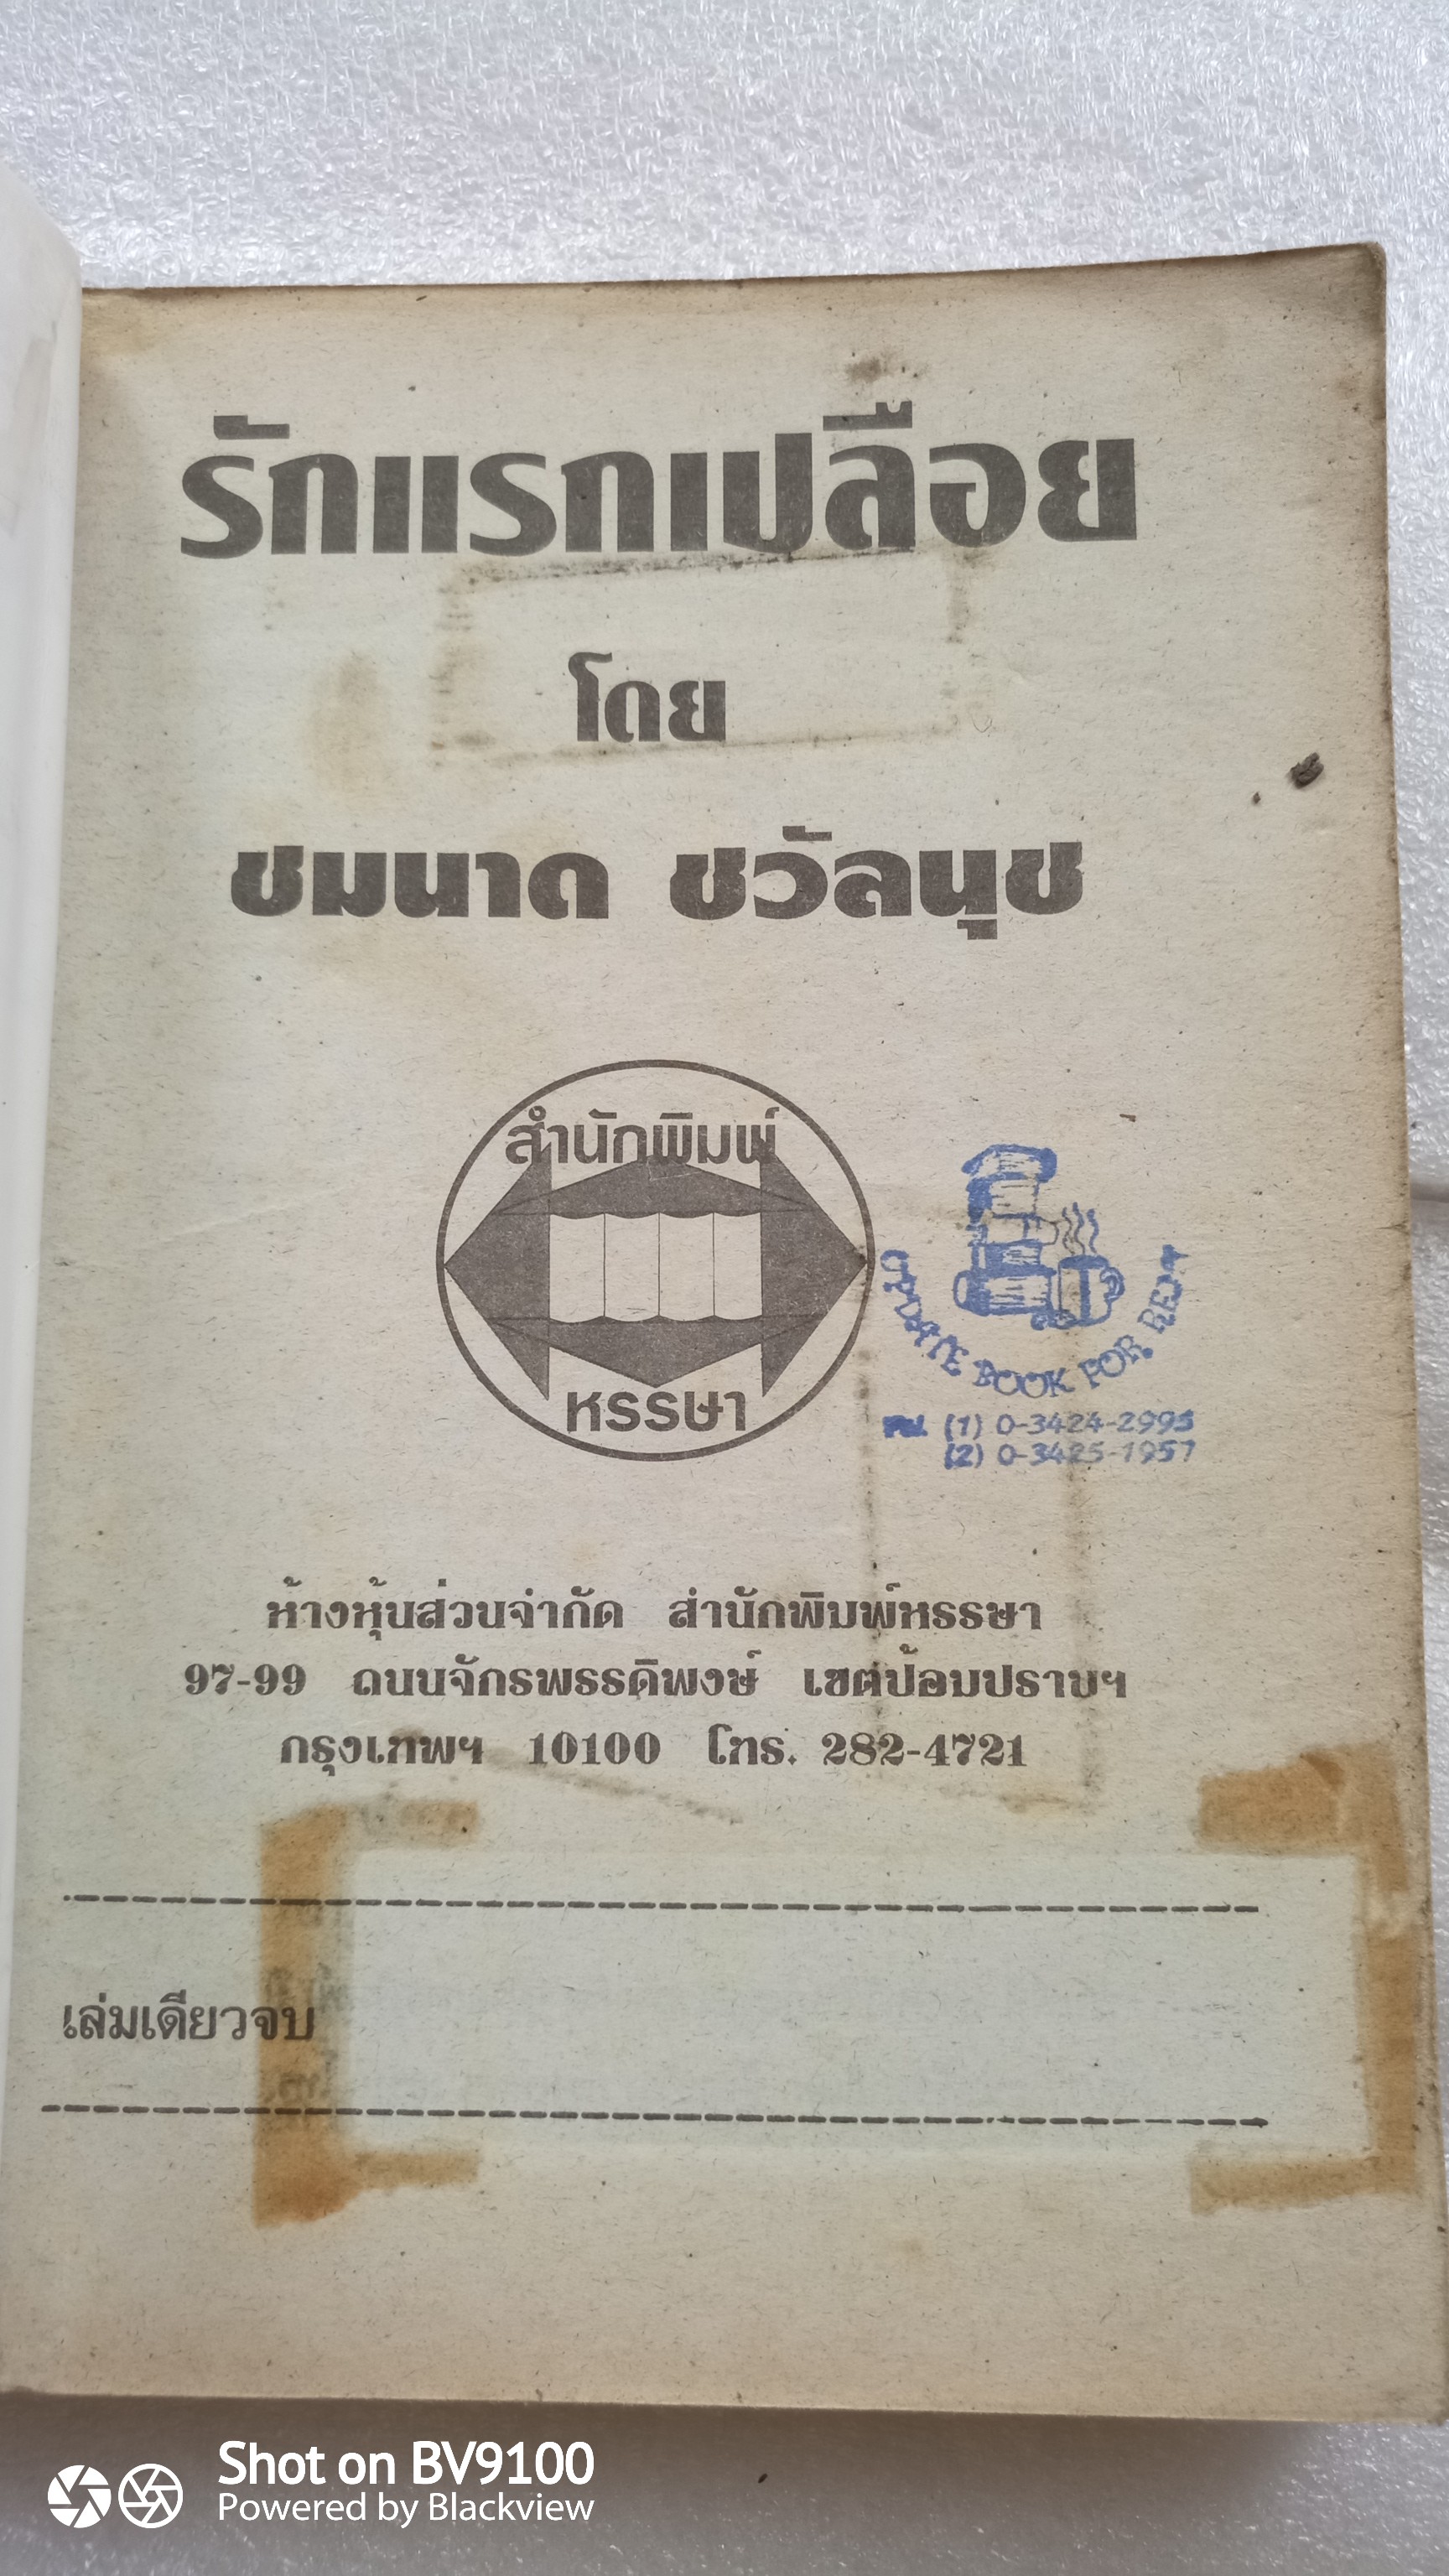 รักแรกเปลือย
โดย
ชมนาด ชวัลนุช
สำนักพิมพ์
หรรษา
UPDATE BOOK FOR RENT
Tel. (1) 0-3424-2995
(2) 0-3425-1957
ห้างหุ้นส่วนจำกัด สำนักพิมพ์หรรษา
97-99 ถนนจักรพรรดิพงษ์ เขตป้อมปราบฯ
กรุงเทพฯ 10100 โทร. 282-4721
เล่มเดียวจบ
Shot on BV9100
Powered by Blackview